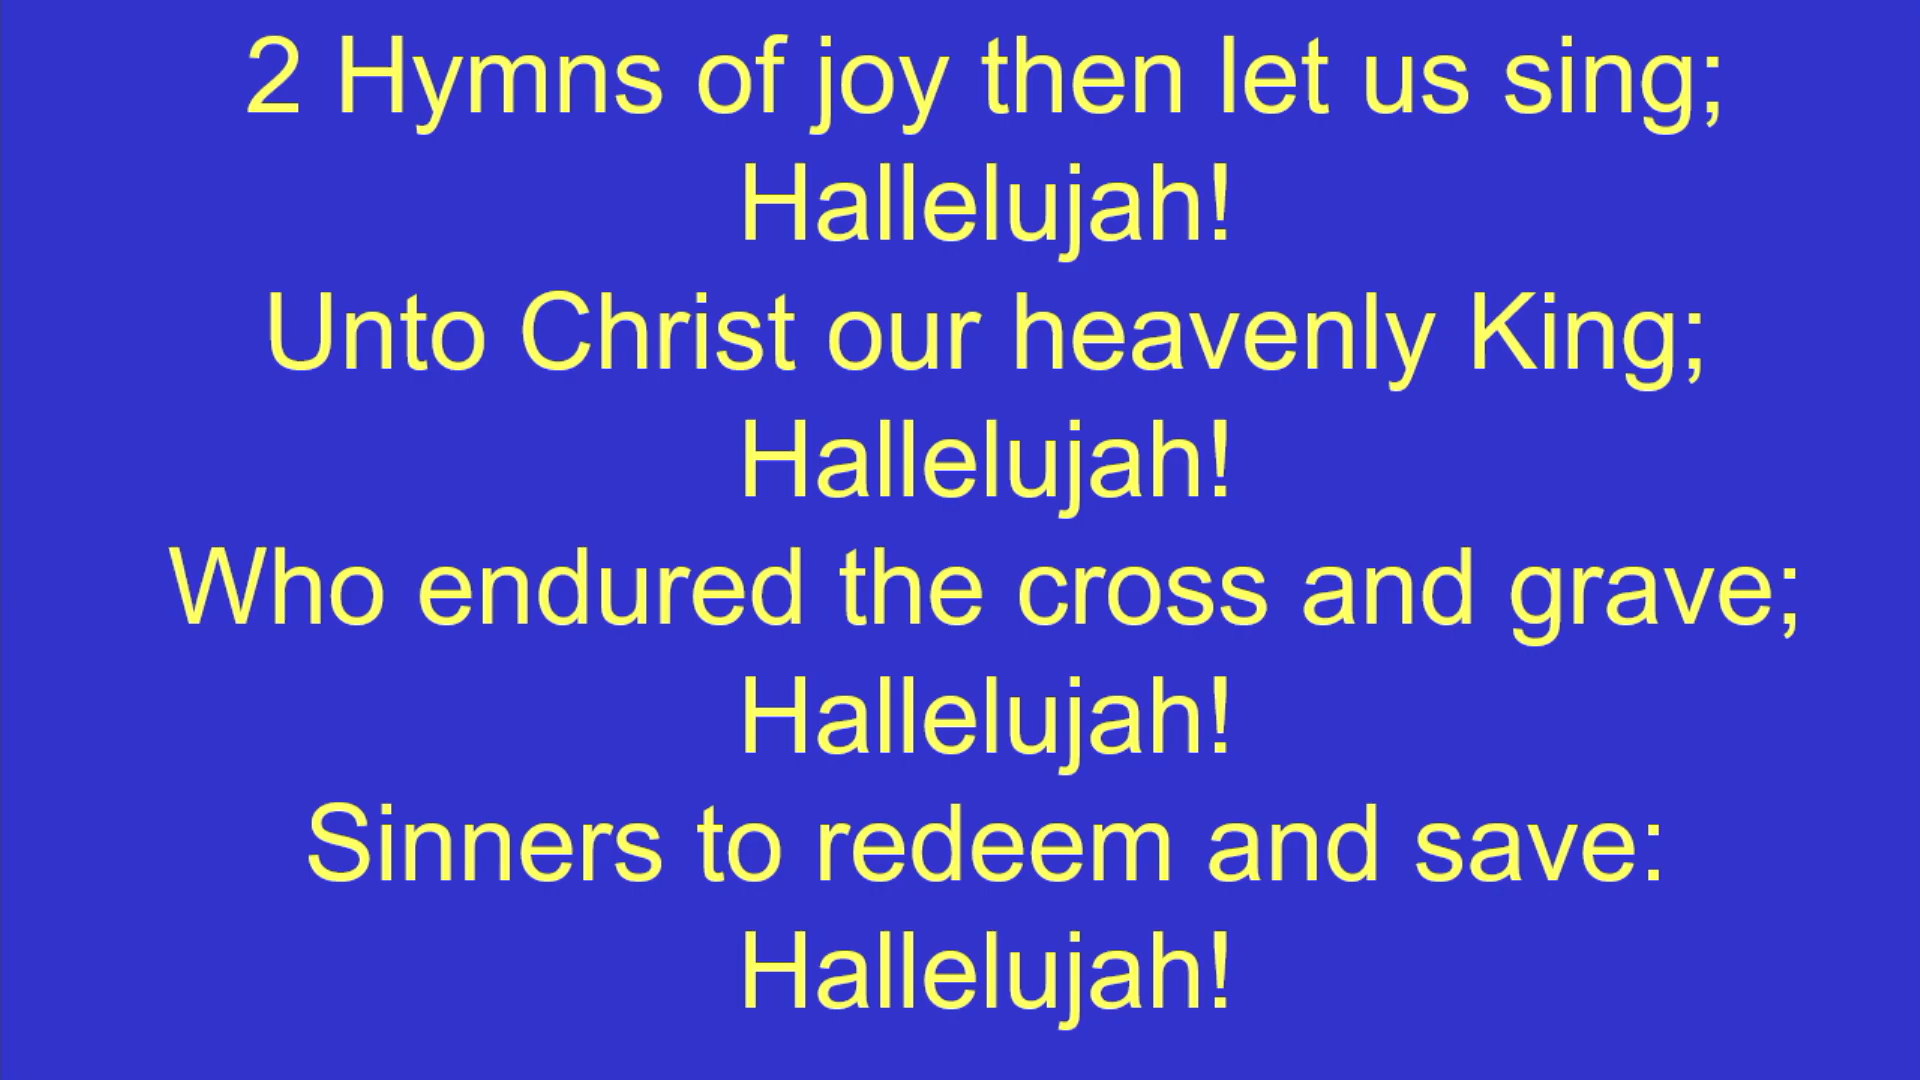 2 Hymns of joy then let us sing;
Hallelujah!
Unto Christ our heavenly King;
Hallelujah!
Who endured the cross and grave;
Hallelujah!
Sinners to redeem and save:
Hallelujah!